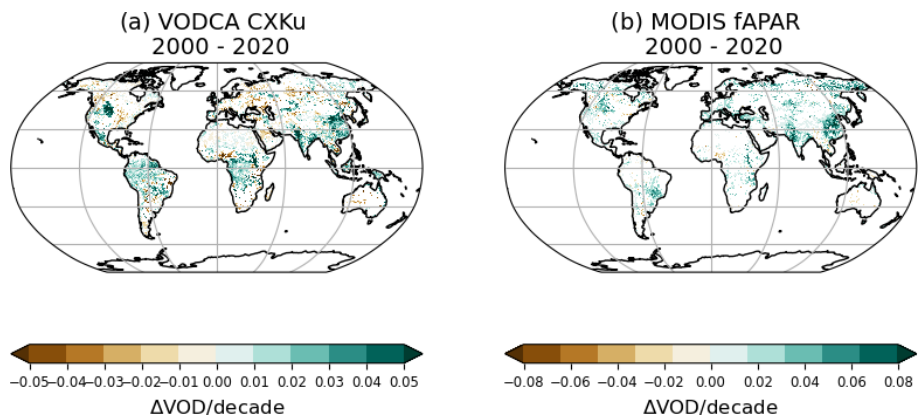 (a) VODCA CXKu
2000 - 2020
(b) MODIS fAPAR
2000 - 2020
−0.05 −0.04 −0.03 −0.02 −0.01 0.00 0.01 0.02 0.03 0.04 0.05
ΔVOD/decade
−0.08 −0.06 −0.04 −0.02 0.00 0.02 0.04 0.06 0.08
ΔVOD/decade